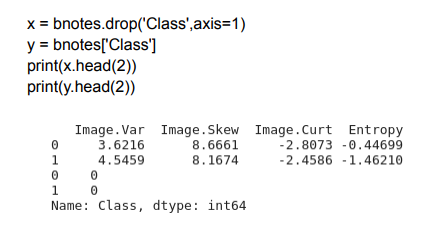 x = bnotes.drop('Class',axis=1)
y = bnotes['Class']
print(x.head(2))
print(y.head(2))
   Image.Var  Image.Skew  Image.Curt  Entropy
0     3.6216      8.6661     -2.8073 -0.44699
1     4.5459      8.1674     -2.4586 -1.46210
0    0
1    0
Name: Class, dtype: int64